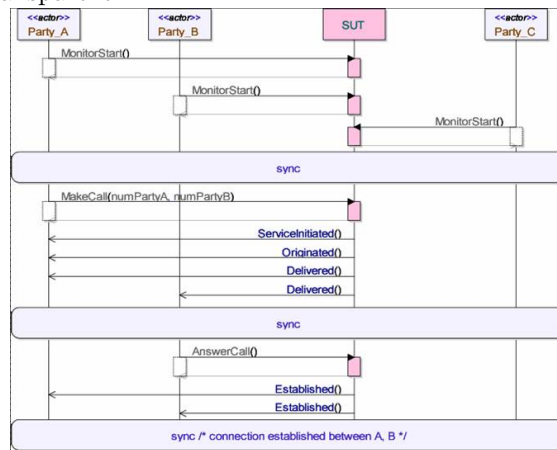 <<actor>> <<actor>> <<actor>>
Party_A Party_B SUT Party_C
MonitorStart()
MonitorStart()
MonitorStart()
sync
MakeCall(numPartyA, numPartyB)
ServiceInitiated()
Originated()
Delivered()
Delivered()
sync
AnswerCall()
Established()
Established()
sync /* connection established between A, B */